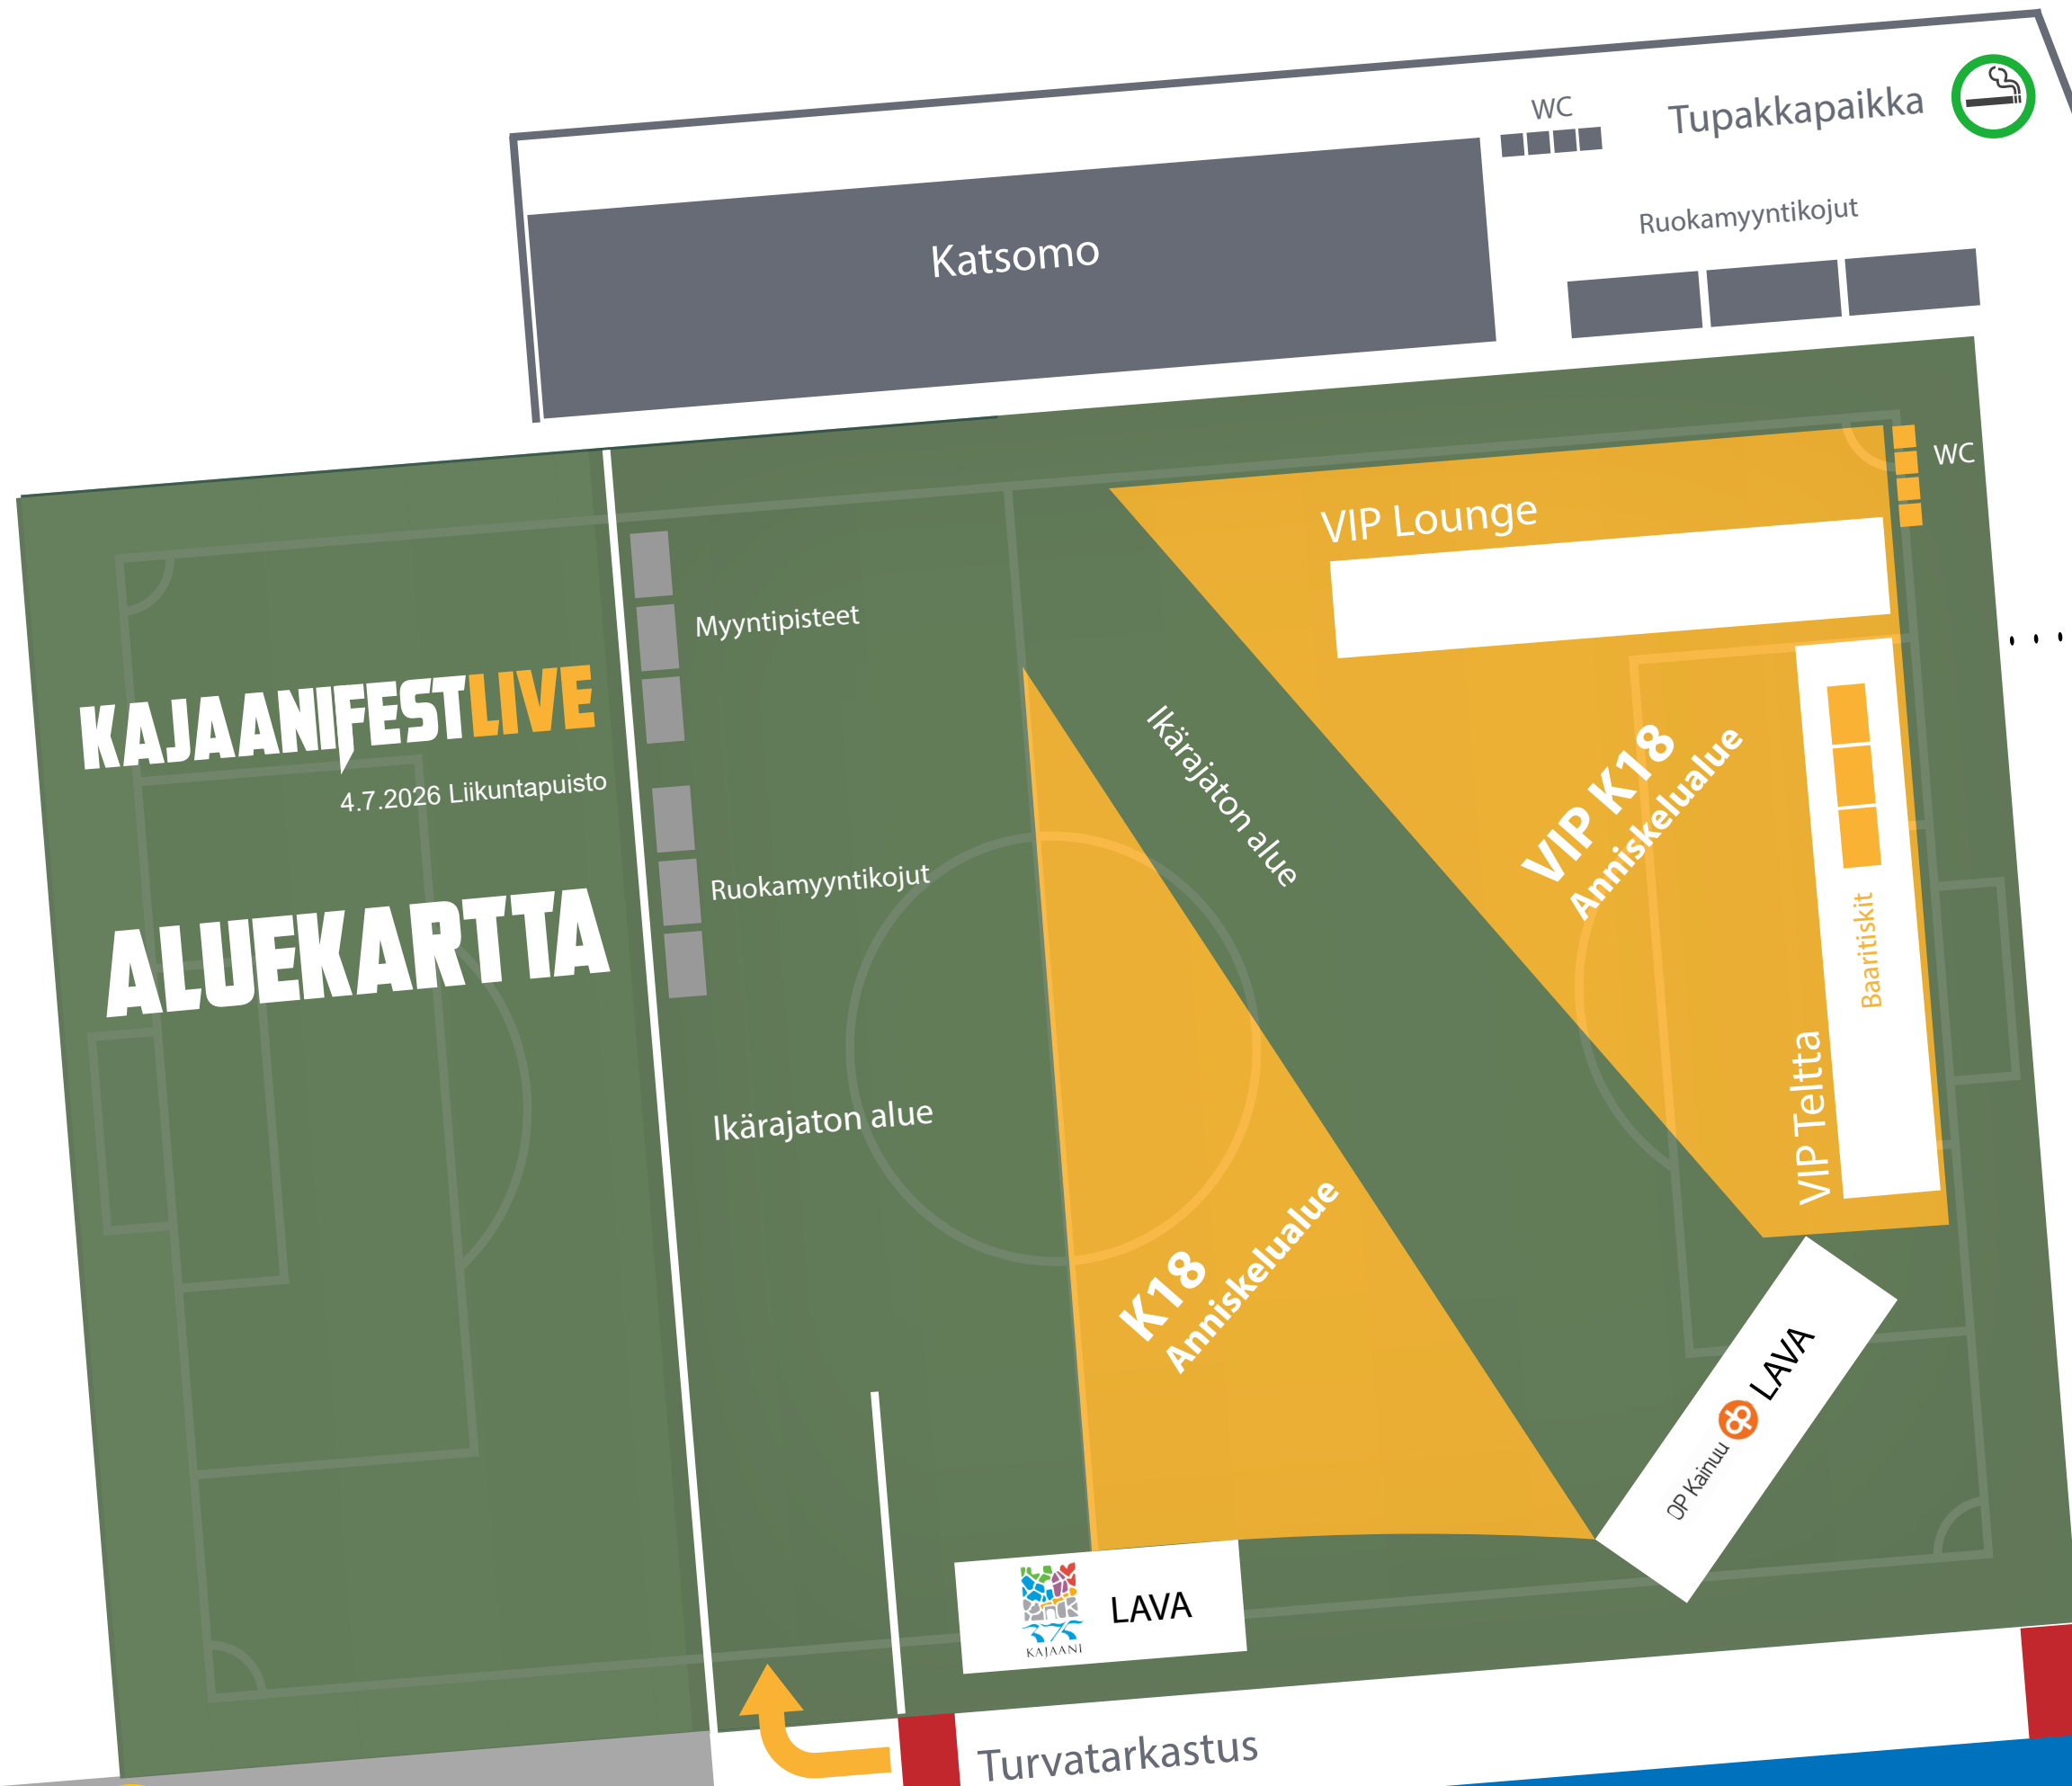 WC
Tupakkapaikka
Ruokamyyntikojut
Katsomo
WC
VIP Lounge
Myyntipisteet
KAJAANIFESTLIVE
4.7.2026 Liikuntapuisto
ALUEKARTTA
Ruokamyyntikojut
Ikärajaton alue
Ikärajaton alue
VIP K18
Anniskelualue
Baaritiskit
VIP Teltta
K18
Anniskelualue
OP Kainuu LAVA
KAJAANI
LAVA
Turvatarkastus